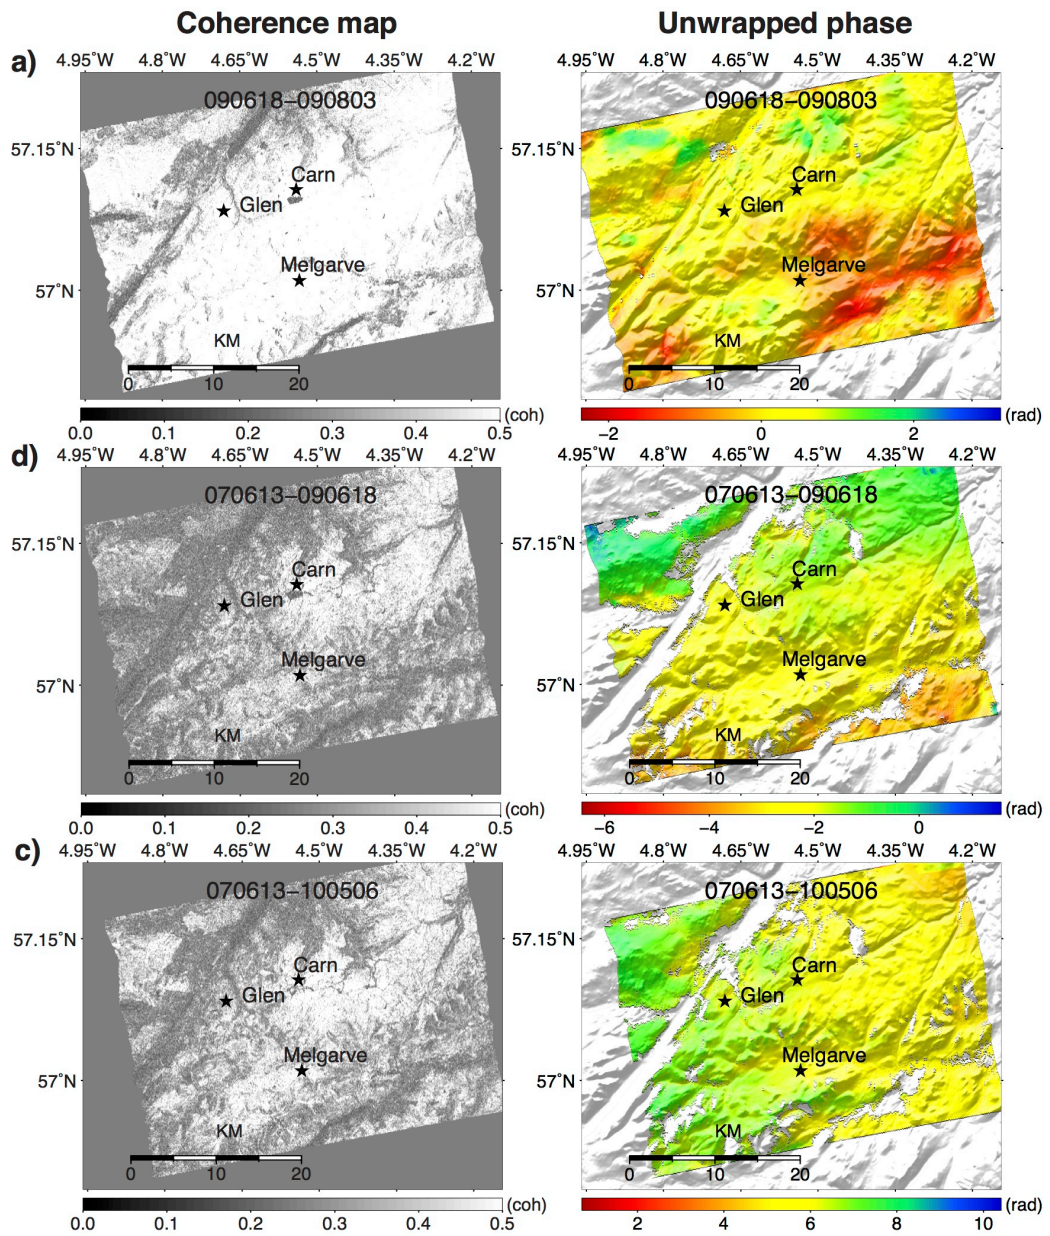 Coherence map Unwrapped phase
a) 4.95°W 4.8°W 4.65°W 4.5°W 4.35°W 4.2°W 4.95°W 4.8°W 4.65°W 4.5°W 4.35°W 4.2°W
090618−090803 090618−090803
57.15°N 57.15°N
Carn Carn
Glen Glen
Melgarve Melgarve
57°N 57°N
KM KM
0 10 20 0 10 20
(coh) (rad)
0.0 0.1 0.2 0.3 0.4 0.5 −2 0 2
d) 4.95°W 4.8°W 4.65°W 4.5°W 4.35°W 4.2°W 4.95°W 4.8°W 4.65°W 4.5°W 4.35°W 4.2°W
070613−090618 070613−090618
57.15°N 57.15°N
Carn Carn
Glen Glen
Melgarve Melgarve
57°N 57°N
KM KM
0 10 20 0 10 20
(coh) (rad)
0.0 0.1 0.2 0.3 0.4 0.5 −6 −4 −2 0
c) 4.95°W 4.8°W 4.65°W 4.5°W 4.35°W 4.2°W 4.95°W 4.8°W 4.65°W 4.5°W 4.35°W 4.2°W
070613−100506 070613−100506
57.15°N 57.15°N
Carn Carn
Glen Glen
Melgarve Melgarve
57°N 57°N
KM KM
0 10 20 0 10 20
(coh) (rad)
0.0 0.1 0.2 0.3 0.4 0.5 2 4 6 8 10